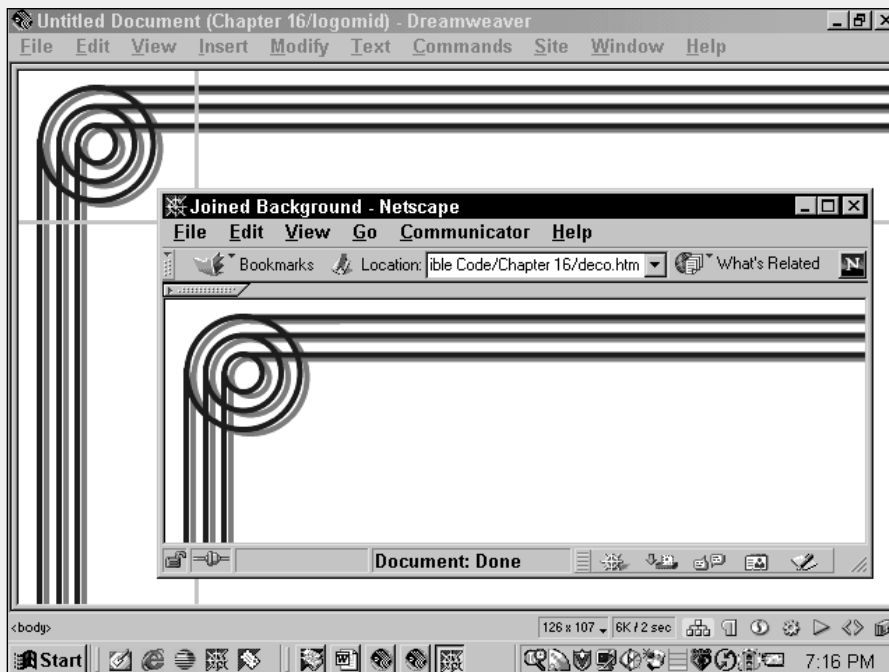 Untitled Document (Chapter 16/logomid) - Dreamweaver
File Edit View Insert Modify Text Commands Site Window Help
Joined Background - Netscape
File Edit View Go Communicator Help
Bookmarks Location: ible Code/Chapter 16/deco.htm What's Related N
Document: Done
<body> 126 x 107 6K / 2 sec
Start 7:16 PM